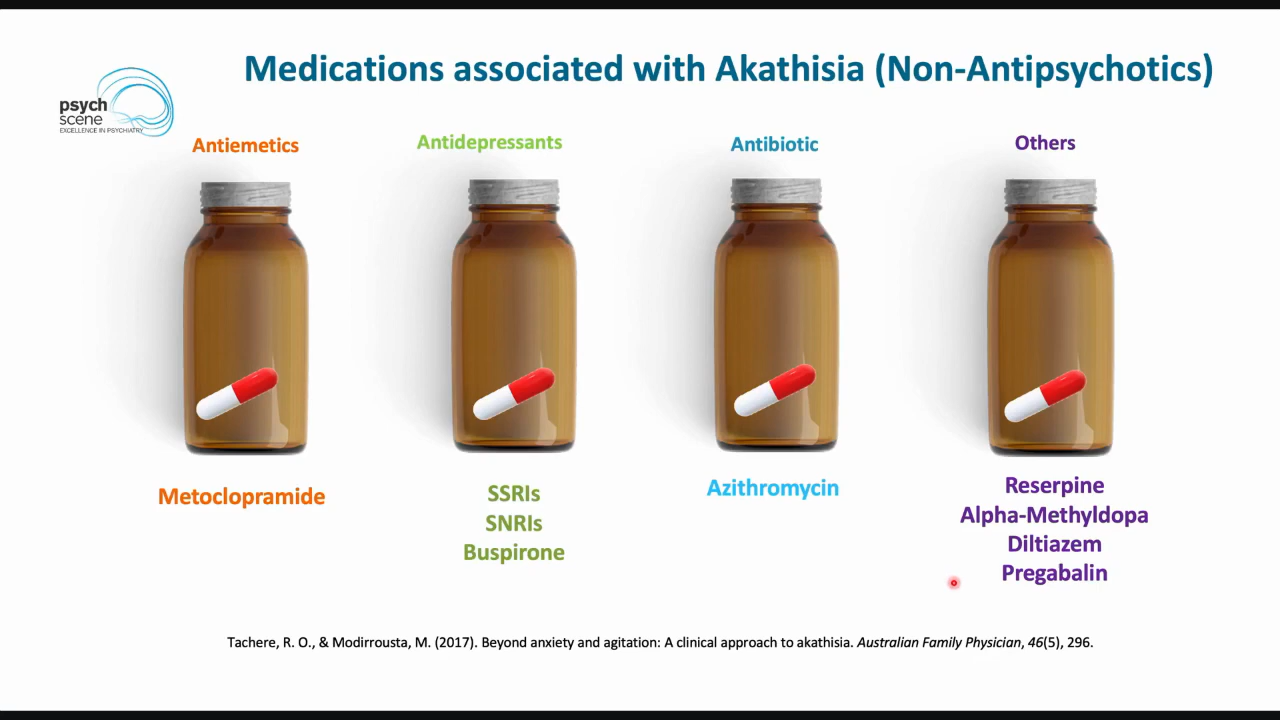 Medications associated with Akathisia (Non-Antipsychotics)
psych
scene
EXCELLENCE IN PSYCHIATRY
Antiemetics
Antidepressants
Antibiotic
Others
Metoclopramide
SSRIs
SNRIs
Buspirone
Azithromycin
Reserpine
Alpha-Methyldopa
Diltiazem
Pregabalin
Tachere, R. O., & Modirrousta, M. (2017). Beyond anxiety and agitation: A clinical approach to akathisia. Australian Family Physician, 46(5), 296.